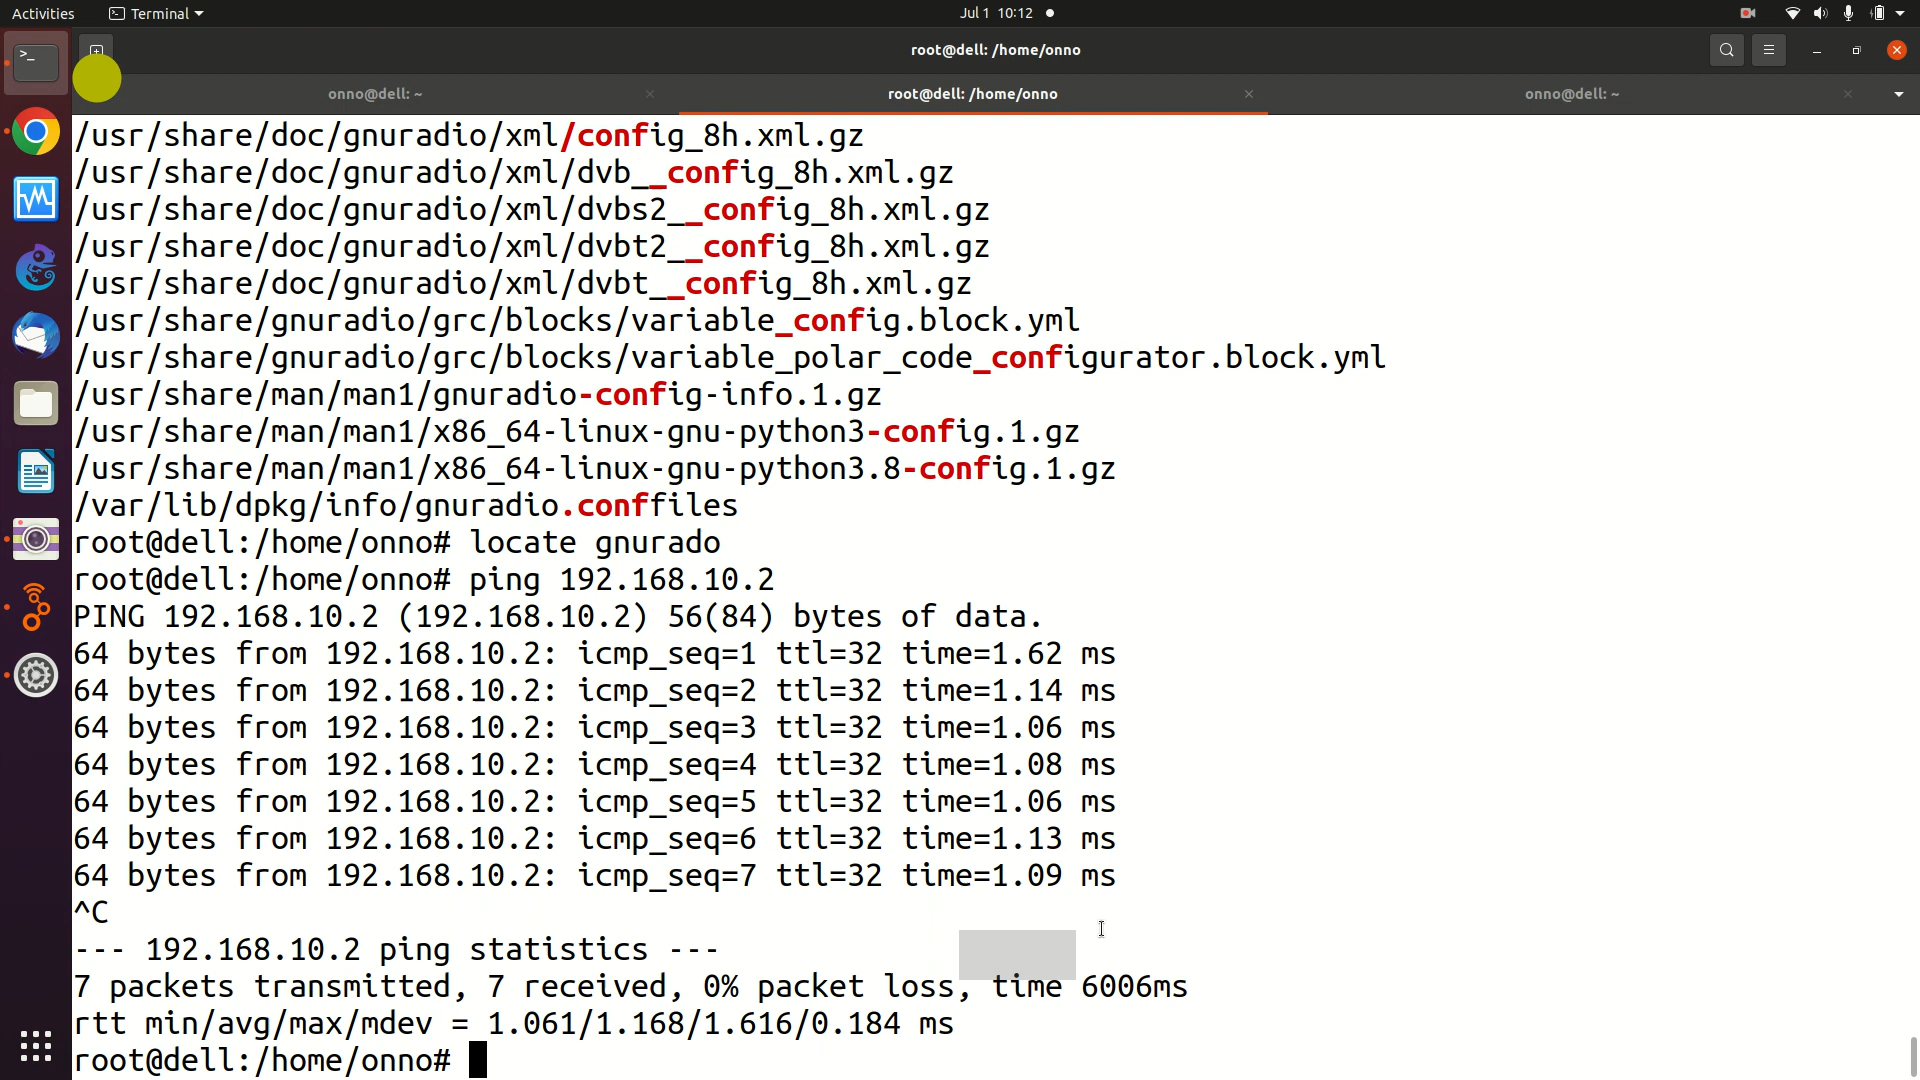 Activities
Terminal
Jul 1 10:12
root@dell: /home/onno
onno@dell: ~
root@dell: /home/onno
onno@dell: ~
/usr/share/doc/gnuradio/xml/config_8h.xml.gz
/usr/share/doc/gnuradio/xml/dvb__config_8h.xml.gz
/usr/share/doc/gnuradio/xml/dvbs2__config_8h.xml.gz
/usr/share/doc/gnuradio/xml/dvbt2__config_8h.xml.gz
/usr/share/doc/gnuradio/xml/dvbt__config_8h.xml.gz
/usr/share/gnuradio/grc/blocks/variable_config.block.yml
/usr/share/gnuradio/grc/blocks/variable_polar_code_configurator.block.yml
/usr/share/man/man1/gnuradio-config-info.1.gz
/usr/share/man/man1/x86_64-linux-gnu-python3-config.1.gz
/usr/share/man/man1/x86_64-linux-gnu-python3.8-config.1.gz
/var/lib/dpkg/info/gnuradio.conffiles
root@dell:/home/onno# locate gnurado
root@dell:/home/onno# ping 192.168.10.2
PING 192.168.10.2 (192.168.10.2) 56(84) bytes of data.
64 bytes from 192.168.10.2: icmp_seq=1 ttl=32 time=1.62 ms
64 bytes from 192.168.10.2: icmp_seq=2 ttl=32 time=1.14 ms
64 bytes from 192.168.10.2: icmp_seq=3 ttl=32 time=1.06 ms
64 bytes from 192.168.10.2: icmp_seq=4 ttl=32 time=1.08 ms
64 bytes from 192.168.10.2: icmp_seq=5 ttl=32 time=1.06 ms
64 bytes from 192.168.10.2: icmp_seq=6 ttl=32 time=1.13 ms
64 bytes from 192.168.10.2: icmp_seq=7 ttl=32 time=1.09 ms
^C
--- 192.168.10.2 ping statistics ---
7 packets transmitted, 7 received, 0% packet loss, time 6006ms
rtt min/avg/max/mdev = 1.061/1.168/1.616/0.184 ms
root@dell:/home/onno#